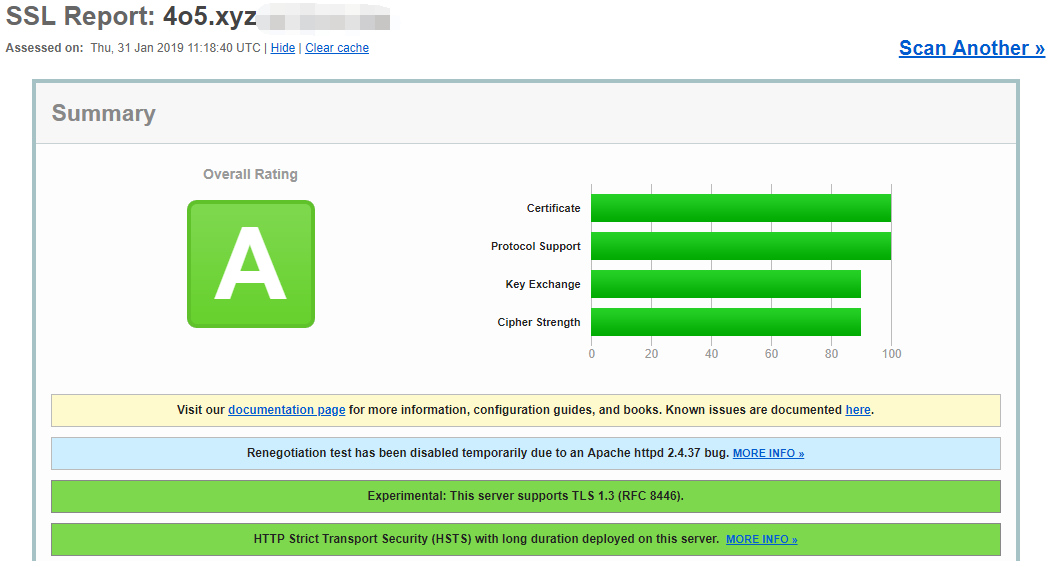 SSL Report: 4o5.xyz
Assessed on: Thu, 31 Jan 2019 11:18:40 UTC | Hide | Clear cache
Scan Another »
Summary
Overall Rating
A
Certificate
Protocol Support
Key Exchange
Cipher Strength
0 20 40 60 80 100
Visit our documentation page for more information, configuration guides, and books. Known issues are documented here.
Renegotiation test has been disabled temporarily due to an Apache httpd 2.4.37 bug. MORE INFO »
Experimental: This server supports TLS 1.3 (RFC 8446).
HTTP Strict Transport Security (HSTS) with long duration deployed on this server. MORE INFO »